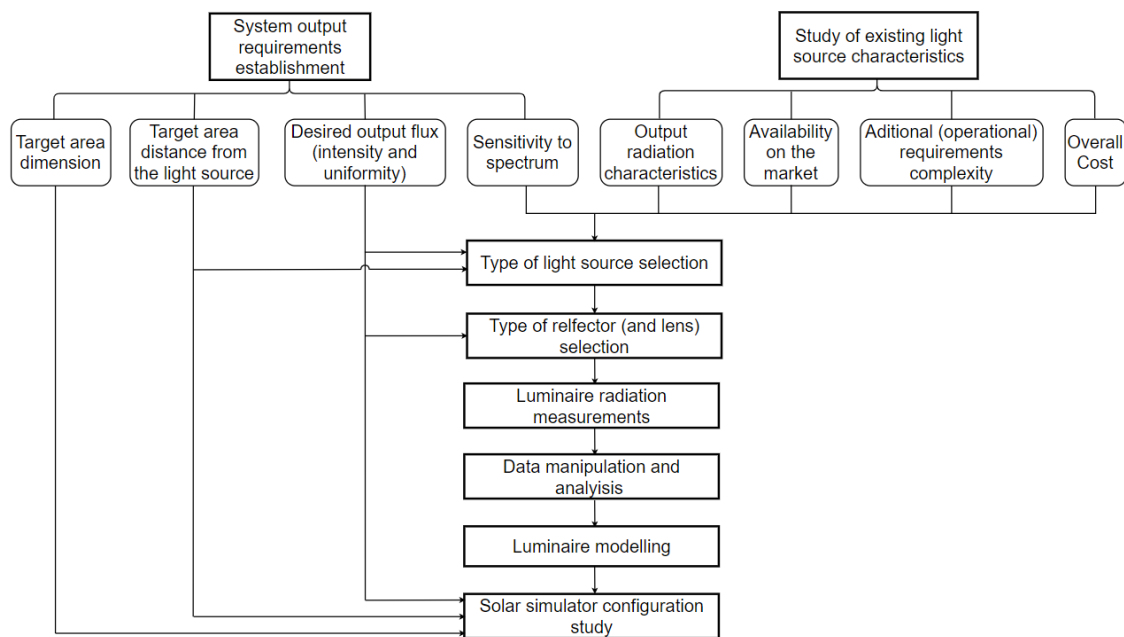 System output
requirements
establishment
Study of existing light
source characteristics
Target area
dimension
Target area
distance from
the light source
Desired output flux
(intensity and
uniformity)
Sensitivity to
spectrum
Output
radiation
characteristics
Availability
on the
market
Aditional (operational)
requirements
complexity
Overall
Cost
Type of light source selection
Type of relfector (and lens)
selection
Luminaire radiation
measurements
Data manipulation and
analyisis
Luminaire modelling
Solar simulator configuration
study